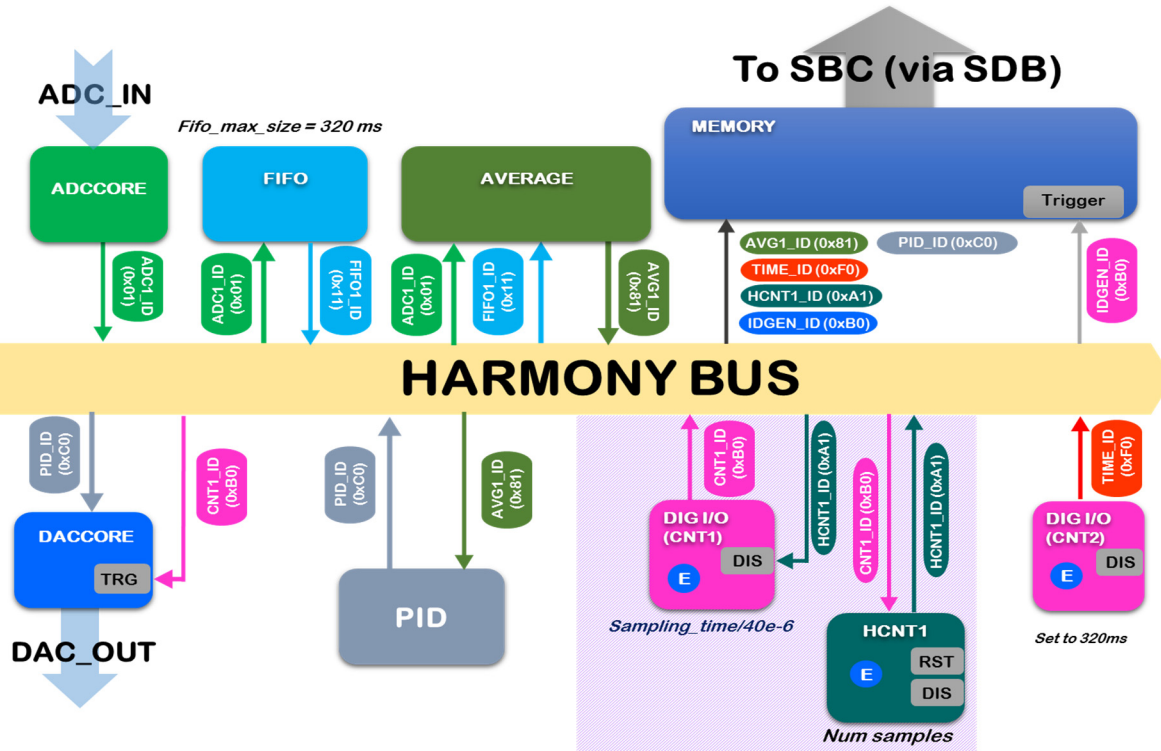 To SBC (via SDB)
ADC_IN
Fifo_max_size = 320 ms
MEMORY
ADCCORE
FIFO
AVERAGE
Trigger
ADC1_ID
(0x01)
ADC1_ID
(0x01)
FIFO1_ID
(0x11)
ADC1_ID
(0x01)
FIFO1_ID
(0x11)
AVG1_ID
(0x81)
AVG1_ID (0x81)
PID_ID (0xC0)
TIME_ID (0xF0)
HCNT1_ID (0xA1)
IDGEN_ID (0xB0)
IDGEN_ID
(0xB0)
HARMONY BUS
PID_ID
(0xC0)
CNT1_ID
(0xB0)
PID_ID
(0xC0)
AVG1_ID
(0x81)
CNT1_ID
(0xB0)
HCNT1_ID (0xA1)
CNT1_ID (0xB0)
HCNT1_ID (0xA1)
TIME_ID
(0xF0)
DACCORE
TRG
PID
DIG I/O
(CNT1)
DIS
E
DIG I/O
(CNT2)
DIS
E
Sampling_time/40e-6
HCNT1
E
RST
DIS
Set to 320ms
DAC_OUT
Num samples